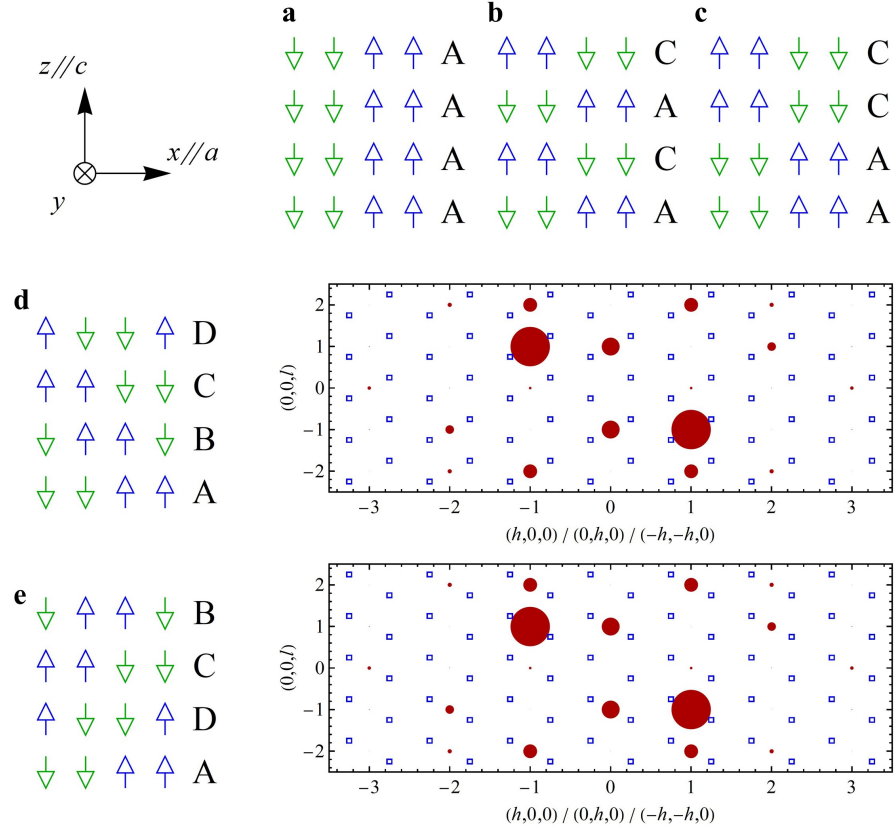 a
b
c
z//c
x//a
y
A
A
A
A
C
A
C
A
C
C
A
A
d
D
C
B
A
2
1
0
−1
−2
(0,0,l)
−3 −2 −1 0 1 2 3
(h,0,0) / (0,h,0) / (−h,−h,0)
e
B
C
D
A
2
1
0
−1
−2
(0,0,l)
−3 −2 −1 0 1 2 3
(h,0,0) / (0,h,0) / (−h,−h,0)